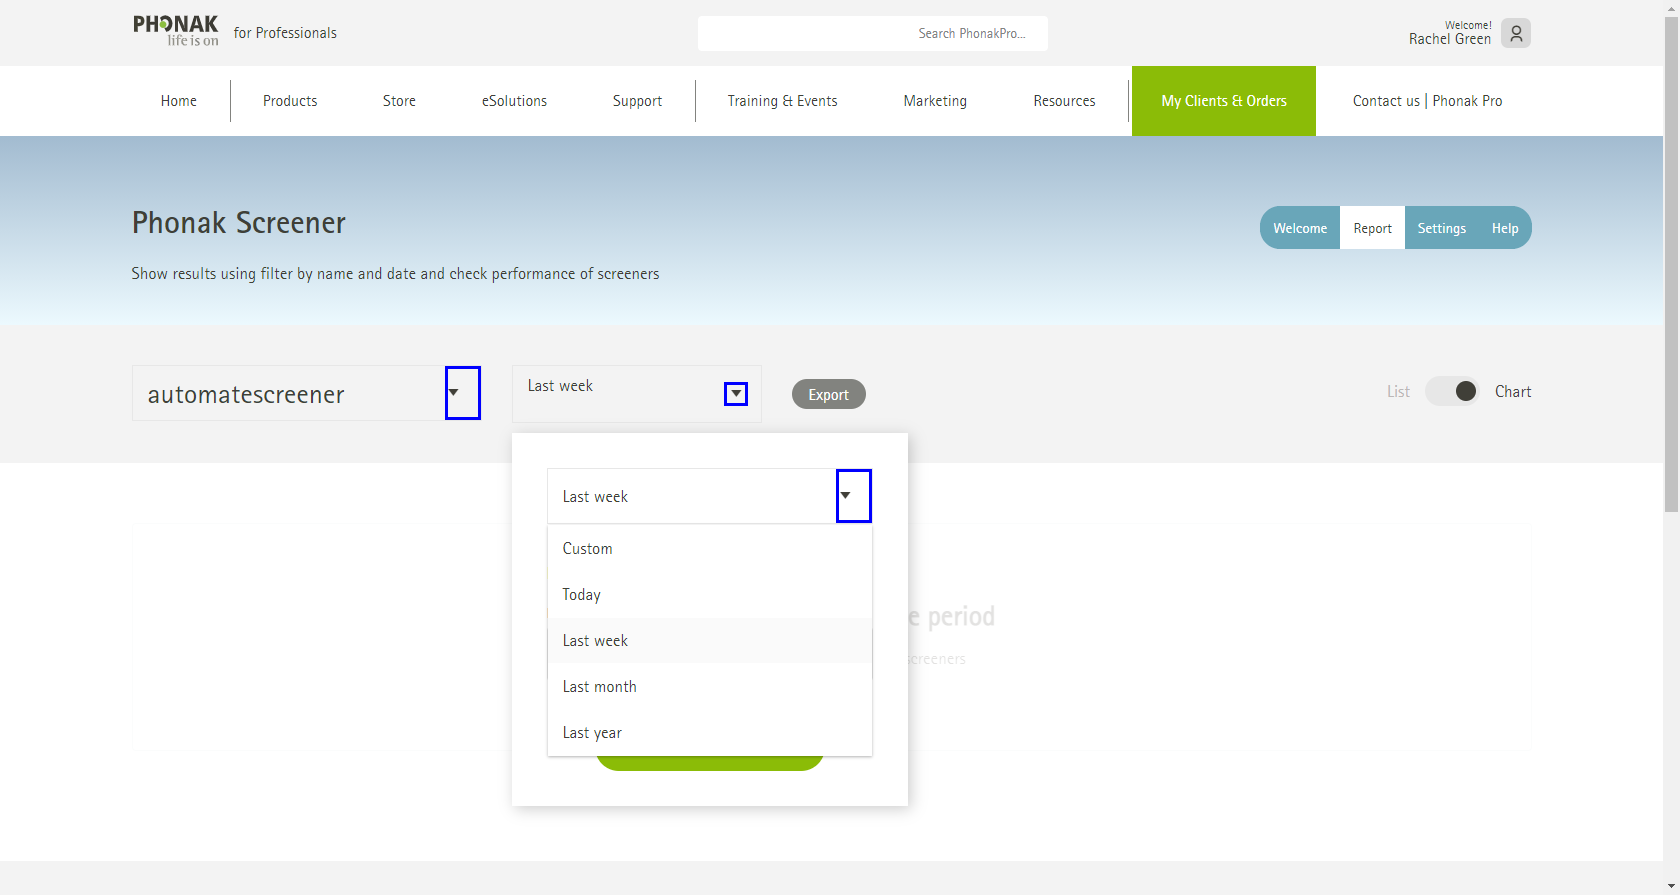 PHONAK
life is on
for Professionals
Search PhonakPro...
Welcome!
Rachel Green
Home
Products
Store
eSolutions
Support
Training & Events
Marketing
Resources
My Clients & Orders
Contact us | Phonak Pro
Phonak Screener
Show results using filter by name and date and check performance of screeners
Welcome
Report
Settings
Help
automatescreener
Last week
Export
List
Chart
Last week
Custom
Today
Last week
Last month
Last year
e period
screeners